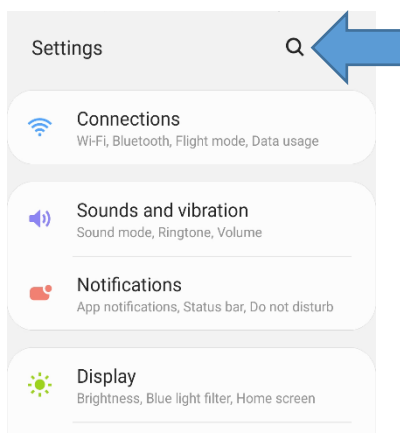 Settings
Connections
Wi-Fi, Bluetooth, Flight mode, Data usage
Sounds and vibration
Sound mode, Ringtone, Volume
Notifications
App notifications, Status bar, Do not disturb
Display
Brightness, Blue light filter, Home screen